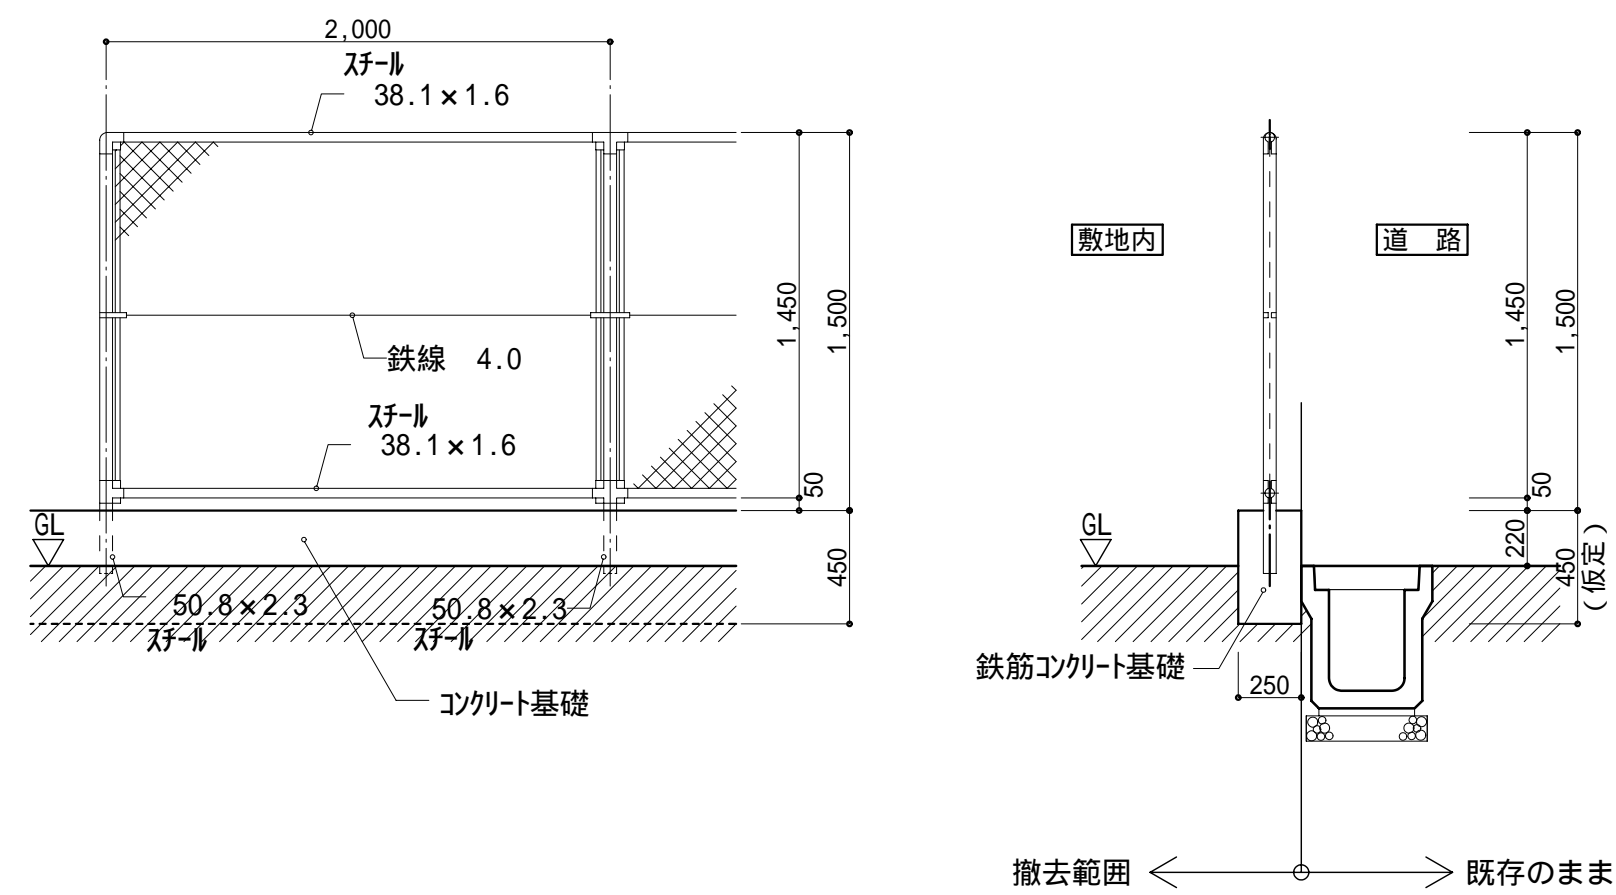 2,000
スチール
38.1×1.6
1,450
1,500
鉄線 4.0
スチール
38.1×1.6
50
GL
450
50.8×2.3
スチール
50.8×2.3
スチール
コンクリート基礎
敷地内
道 路
1,450
1,500
50
GL
220
450
(仮定)
鉄筋コンクリート基礎
250
撤去範囲
既存のまま